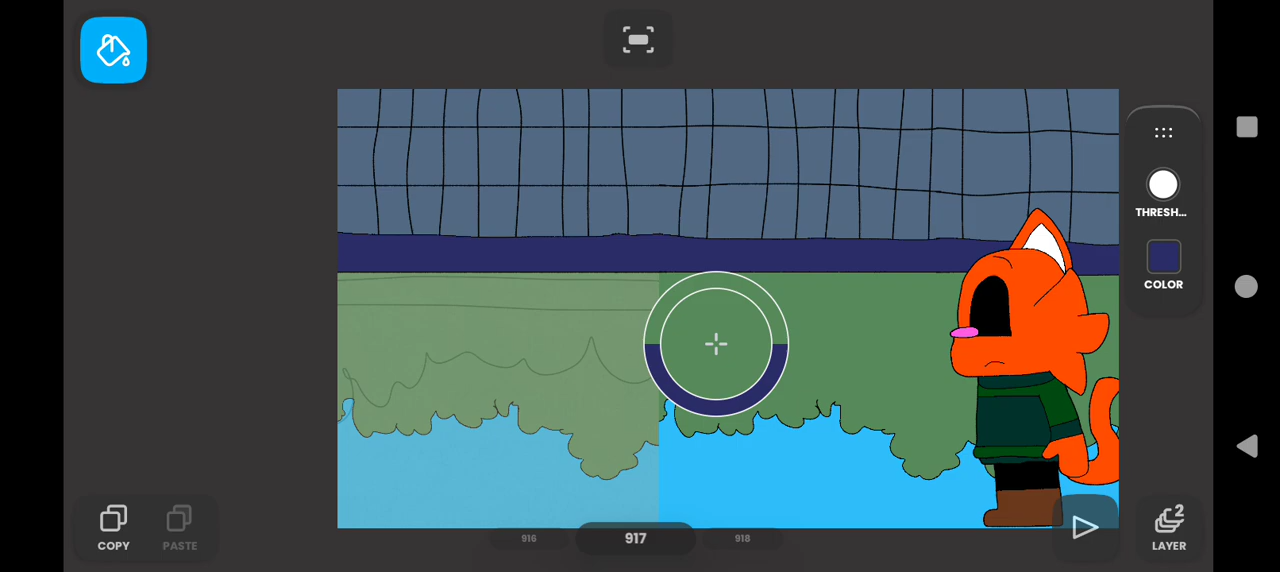 THRESH...
COLOR
COPY
PASTE
916
917
918
2
LAYER